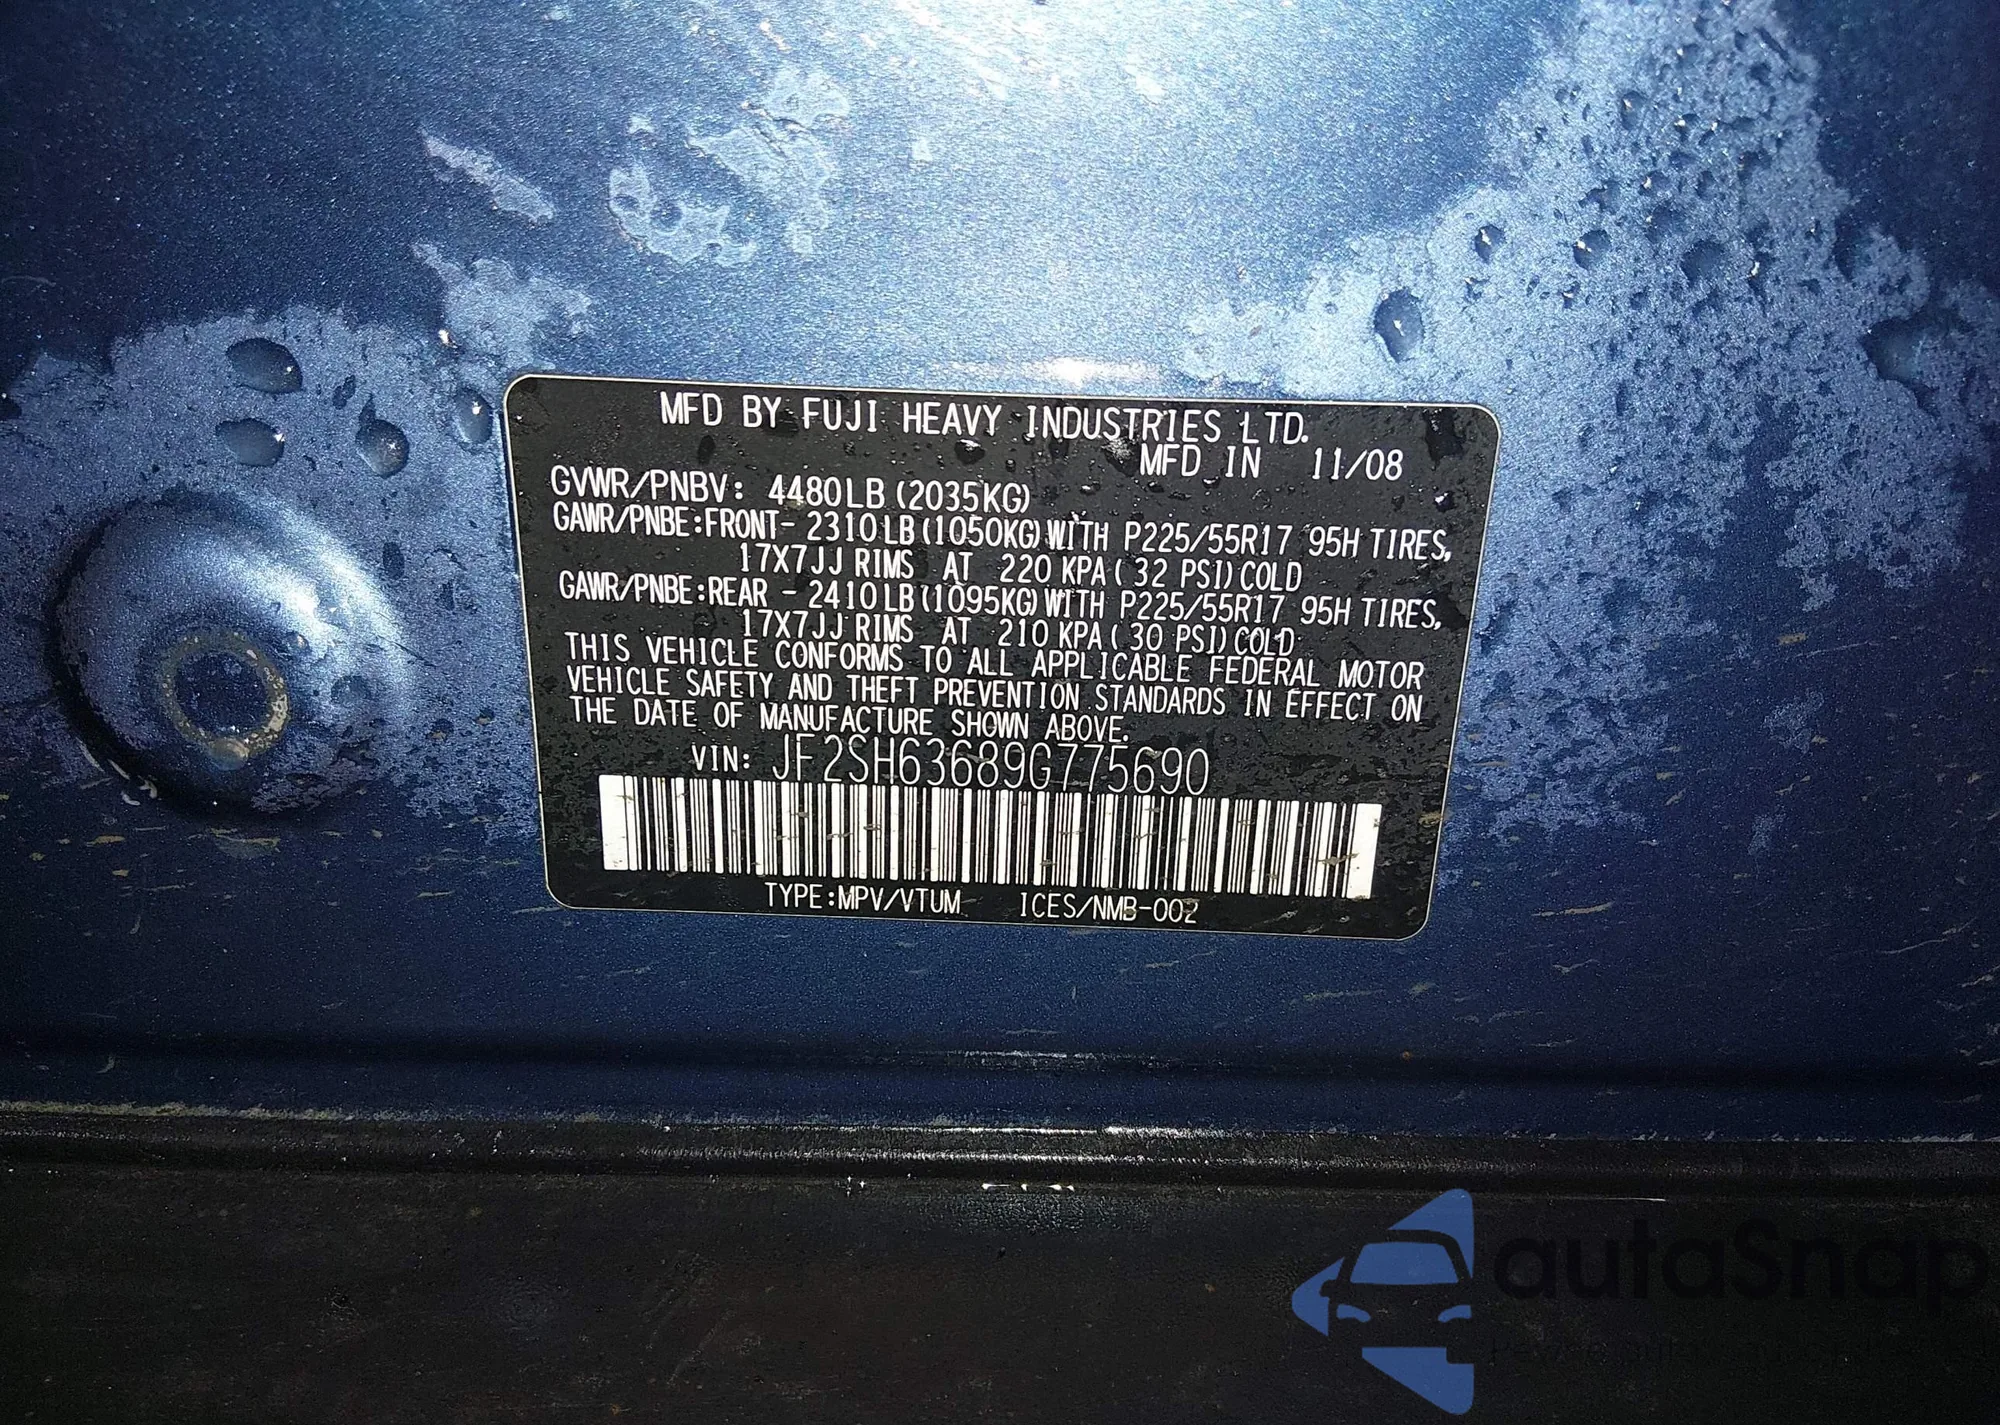 MFD BY FUJI HEAVY INDUSTRIES LTD.
MFD IN 11/08
GVWR/PNBV: 4480LB (2035KG)
GAWR/PNBE:FRONT- 2310LB (1050KG) WITH P225/55R17 95H TIRES,
17X7JJ RIMS AT 220 KPA( 32 PSI) COLD
GAWR/PNBE:REAR - 2410LB (1095KG) WITH P225/55R17 95H TIRES,
17X7JJ RIMS AT 210 KPA( 30 PSI) COLD
THIS VEHICLE CONFORMS TO ALL APPLICABLE FEDERAL MOTOR
VEHICLE SAFETY AND THEFT PREVENTION STANDARDS IN EFFECT ON
THE DATE OF MANUFACTURE SHOWN ABOVE.
VIN: JF2SH63689G775690
TYPE:MPV/VTUM ICES/NMB-002
autaSnap